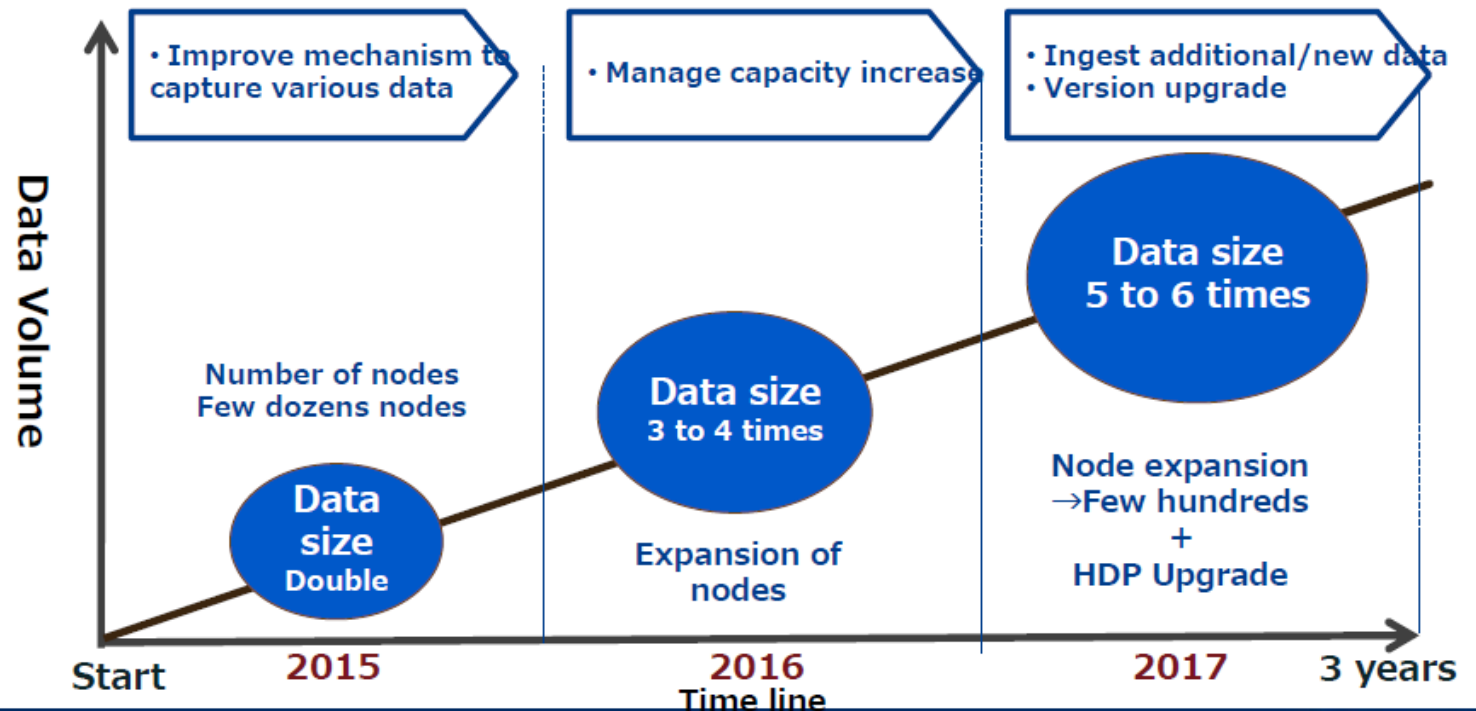 • Improve mechanism to
capture various data
• Manage capacity increase
• Ingest additional/new data
• Version upgrade
Data Volume
Number of nodes
Few dozens nodes
Data
size
Double
Data size
3 to 4 times
Expansion of
nodes
Data size
5 to 6 times
Node expansion
→Few hundreds
+
HDP Upgrade
Start
2015
2016
2017
3 years
Time line